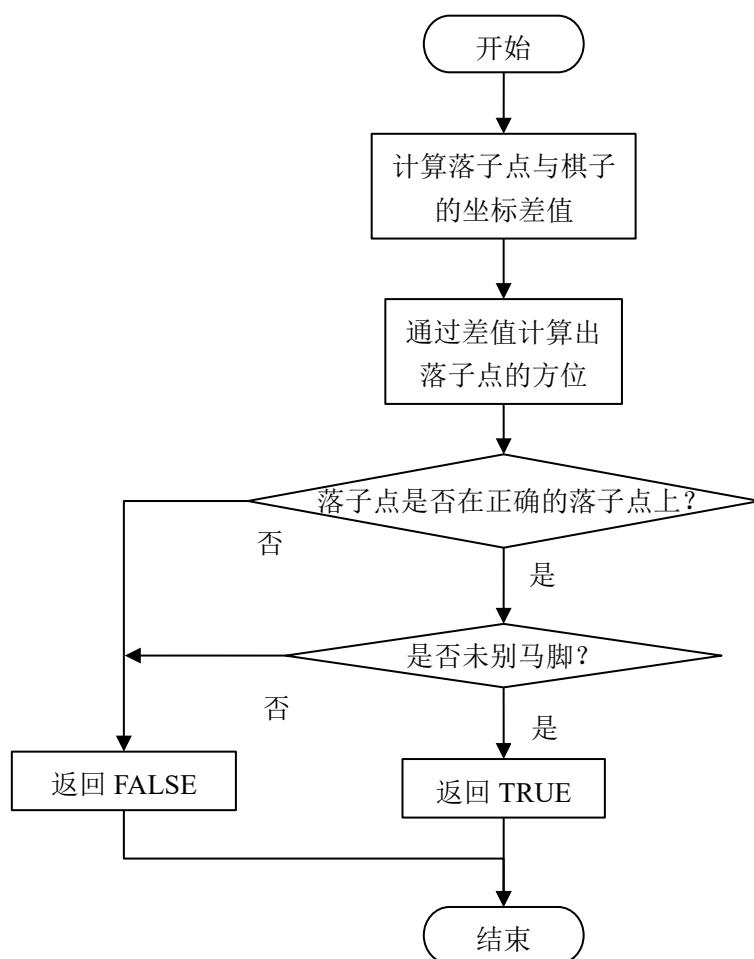 开始
计算落子点与棋子
的坐标差值
通过差值计算出
落子点的方位
落子点是否在正确的落子点上？
否
是
是否未别马脚？
否
是
返回 FALSE
返回 TRUE
结束